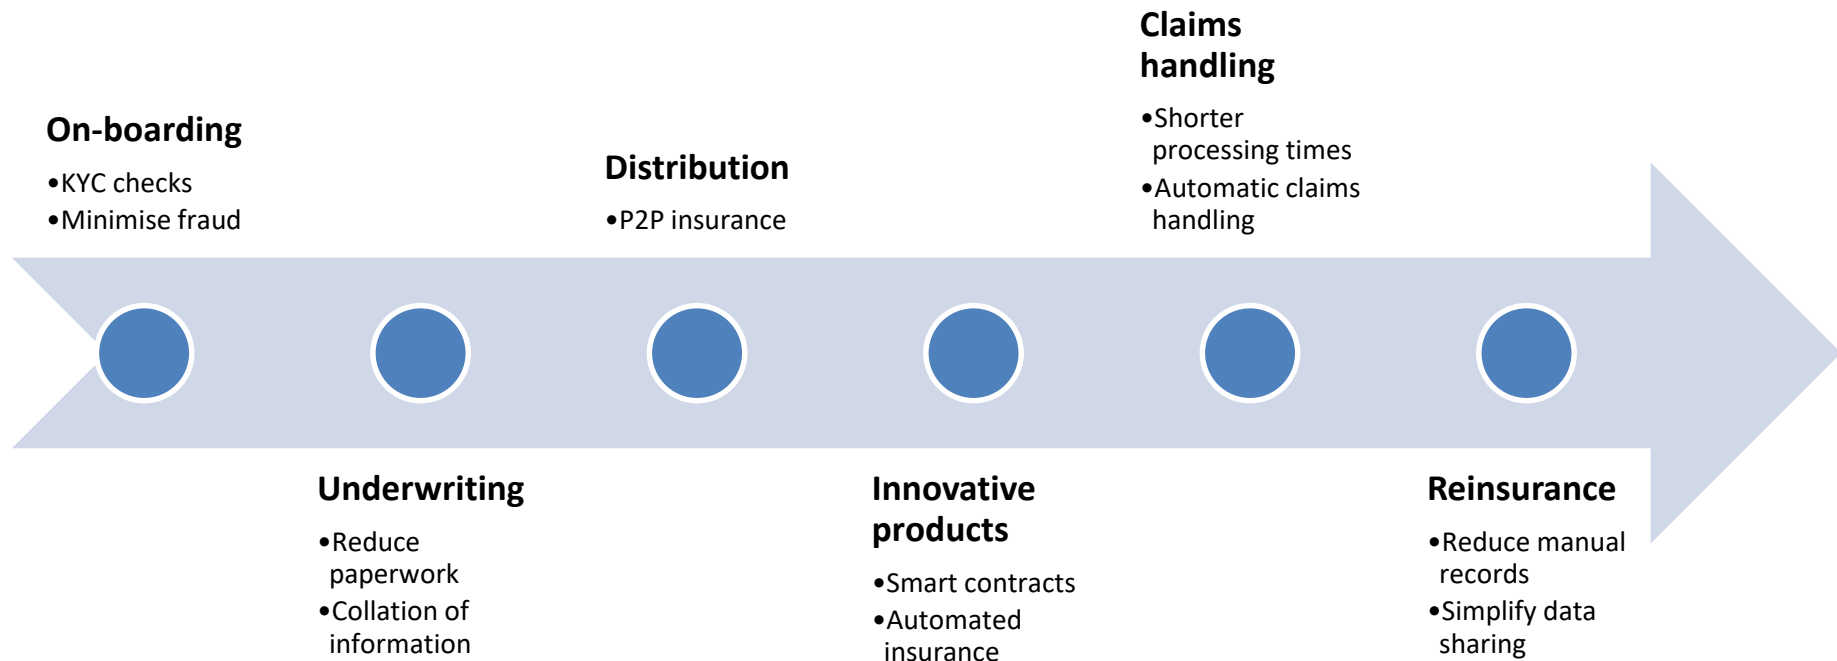 On-boarding
•KYC checks
•Minimise fraud
Underwriting
•Reduce
paperwork
•Collation of
information
Distribution
•P2P insurance
Innovative
products
•Smart contracts
•Automated
insurance
Claims
handling
•Shorter
processing times
•Automatic claims
handling
Reinsurance
•Reduce manual
records
•Simplify data
sharing